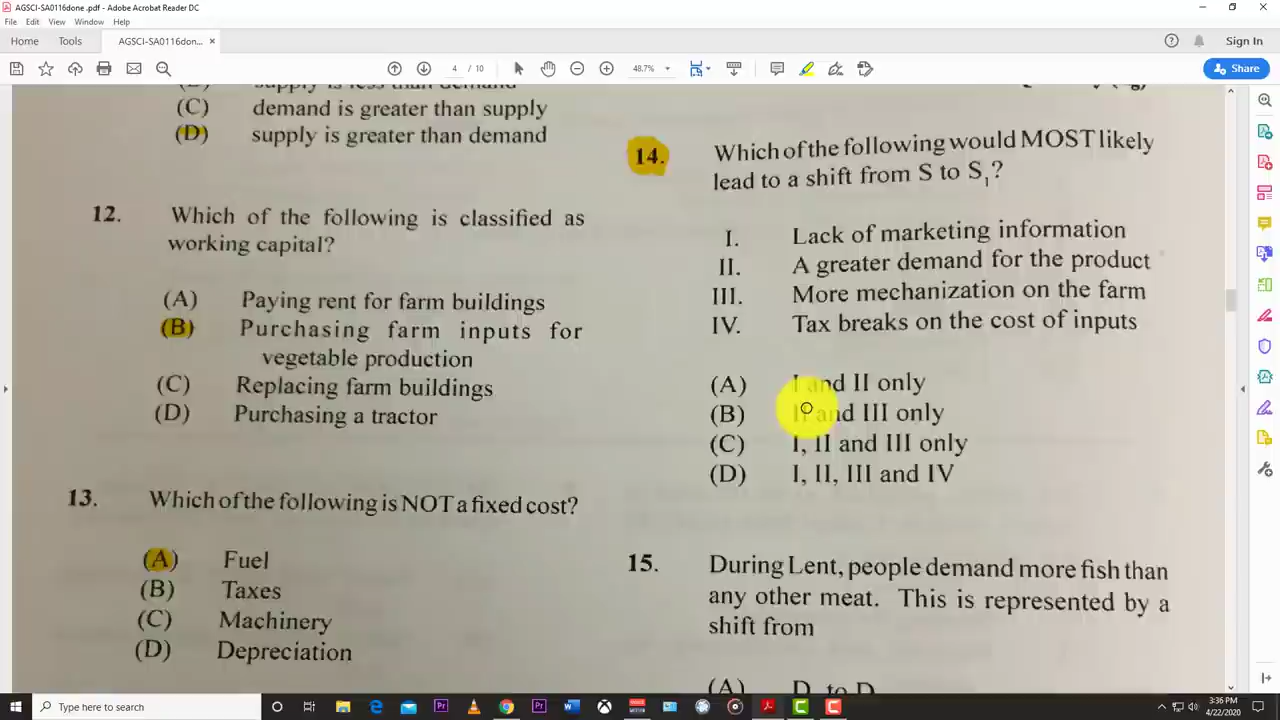 AGSCI-SA0116done .pdf - Adobe Acrobat Reader DC
File Edit View Window Help
Home Tools AGSCI-SA0116don... × Sign In
4 / 10 48.7% Share
supply is less than demand
(C) demand is greater than supply
(D) supply is greater than demand
12. Which of the following is classified as
working capital?
(A) Paying rent for farm buildings
(B) Purchasing farm inputs for
vegetable production
(C) Replacing farm buildings
(D) Purchasing a tractor
13. Which of the following is NOT a fixed cost?
(A) Fuel
(B) Taxes
(C) Machinery
(D) Depreciation
14. Which of the following would MOST likely
lead to a shift from S to S₁?
I. Lack of marketing information
II. A greater demand for the product
III. More mechanization on the farm
IV. Tax breaks on the cost of inputs
(A) I and II only
(B) II and III only
(C) I, II and III only
(D) I, II, III and IV
15. During Lent, people demand more fish than
any other meat. This is represented by a
shift from
(A) D to D
Type here to search
3:36 PM
4/22/2020